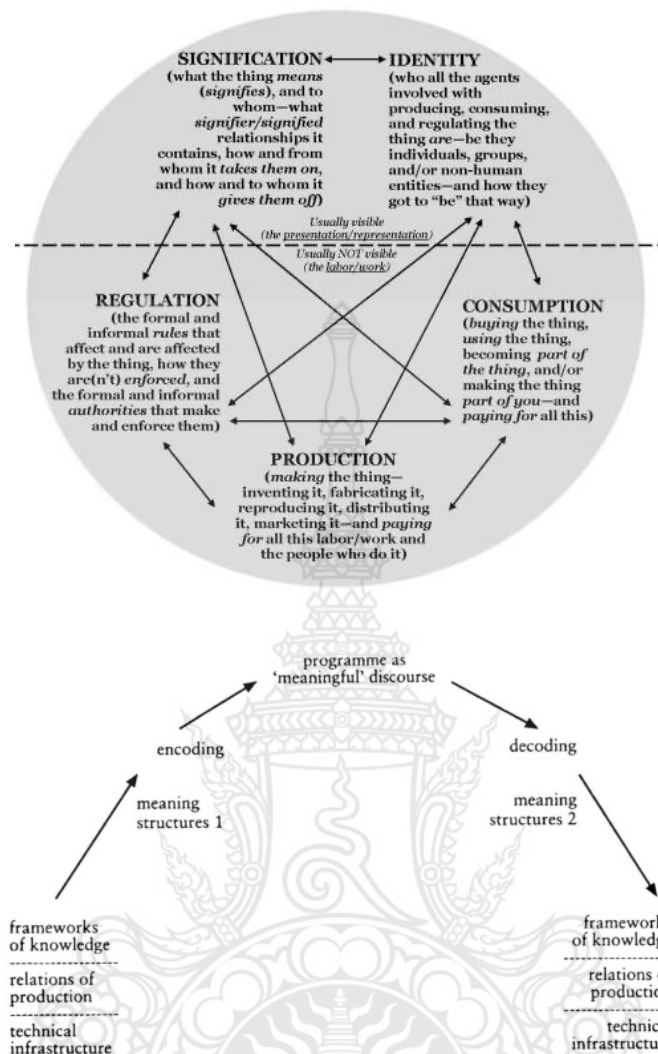 SIGNIFICATION
(what the thing means
(signifies), and to
whom—what
signifier/signified
relationships it
contains, how and from
whom it takes them on,
and how and to whom it
gives them off)
IDENTITY
(who all the agents
involved with
producing, consuming,
and regulating the
thing are—be they
individuals, groups,
and/or non-human
entities—and how they
got to “be” that way)
Usually visible
(the presentation/representation)
Usually NOT visible
(the labor/work)
REGULATION
(the formal and
informal rules that
affect and are affected
by the thing, how they
are(n't) enforced, and
the formal and informal
authorities that make
and enforce them)
CONSUMPTION
(buying the thing,
using the thing,
becoming part of
the thing, and/or
making the thing
part of you—and
paying for all this)
PRODUCTION
(making the thing—
inventing it, fabricating it,
reproducing it, distributing
it, marketing it—and paying
for all this labor/work and
the people who do it)
programme as
‘meaningful’ discourse
encoding
decoding
meaning
structures 1
meaning
structures 2
frameworks
of knowledge
relations of
production
technical
infrastructure
framework
of knowledg
relations o
productio
technic
infrastructu